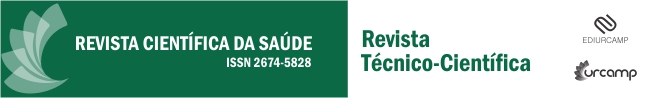 REVISTA CIENTÍFICA DA SAÚDE
ISSN 2674-5828
Revista
Técnico-Científica
EDIURCAMP
urcamp